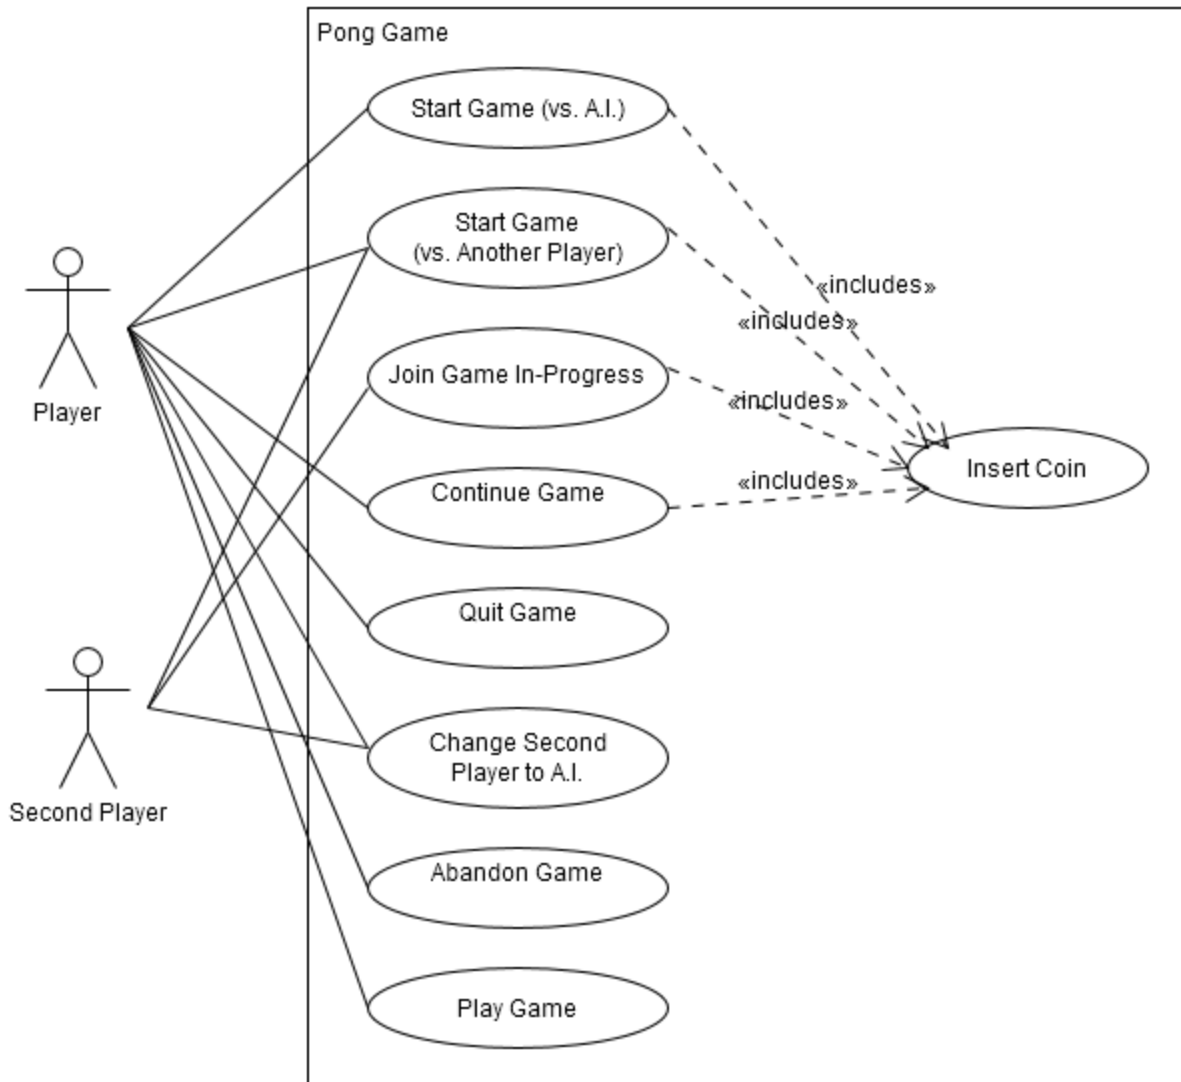 Pong Game
Start Game (vs. A.I.)
Start Game
(vs. Another Player)
«includes»
«includes»
Join Game In-Progress
«includes»
Player
Insert Coin
Continue Game
«includes»
Quit Game
Change Second
Player to A.I.
Second Player
Abandon Game
Play Game